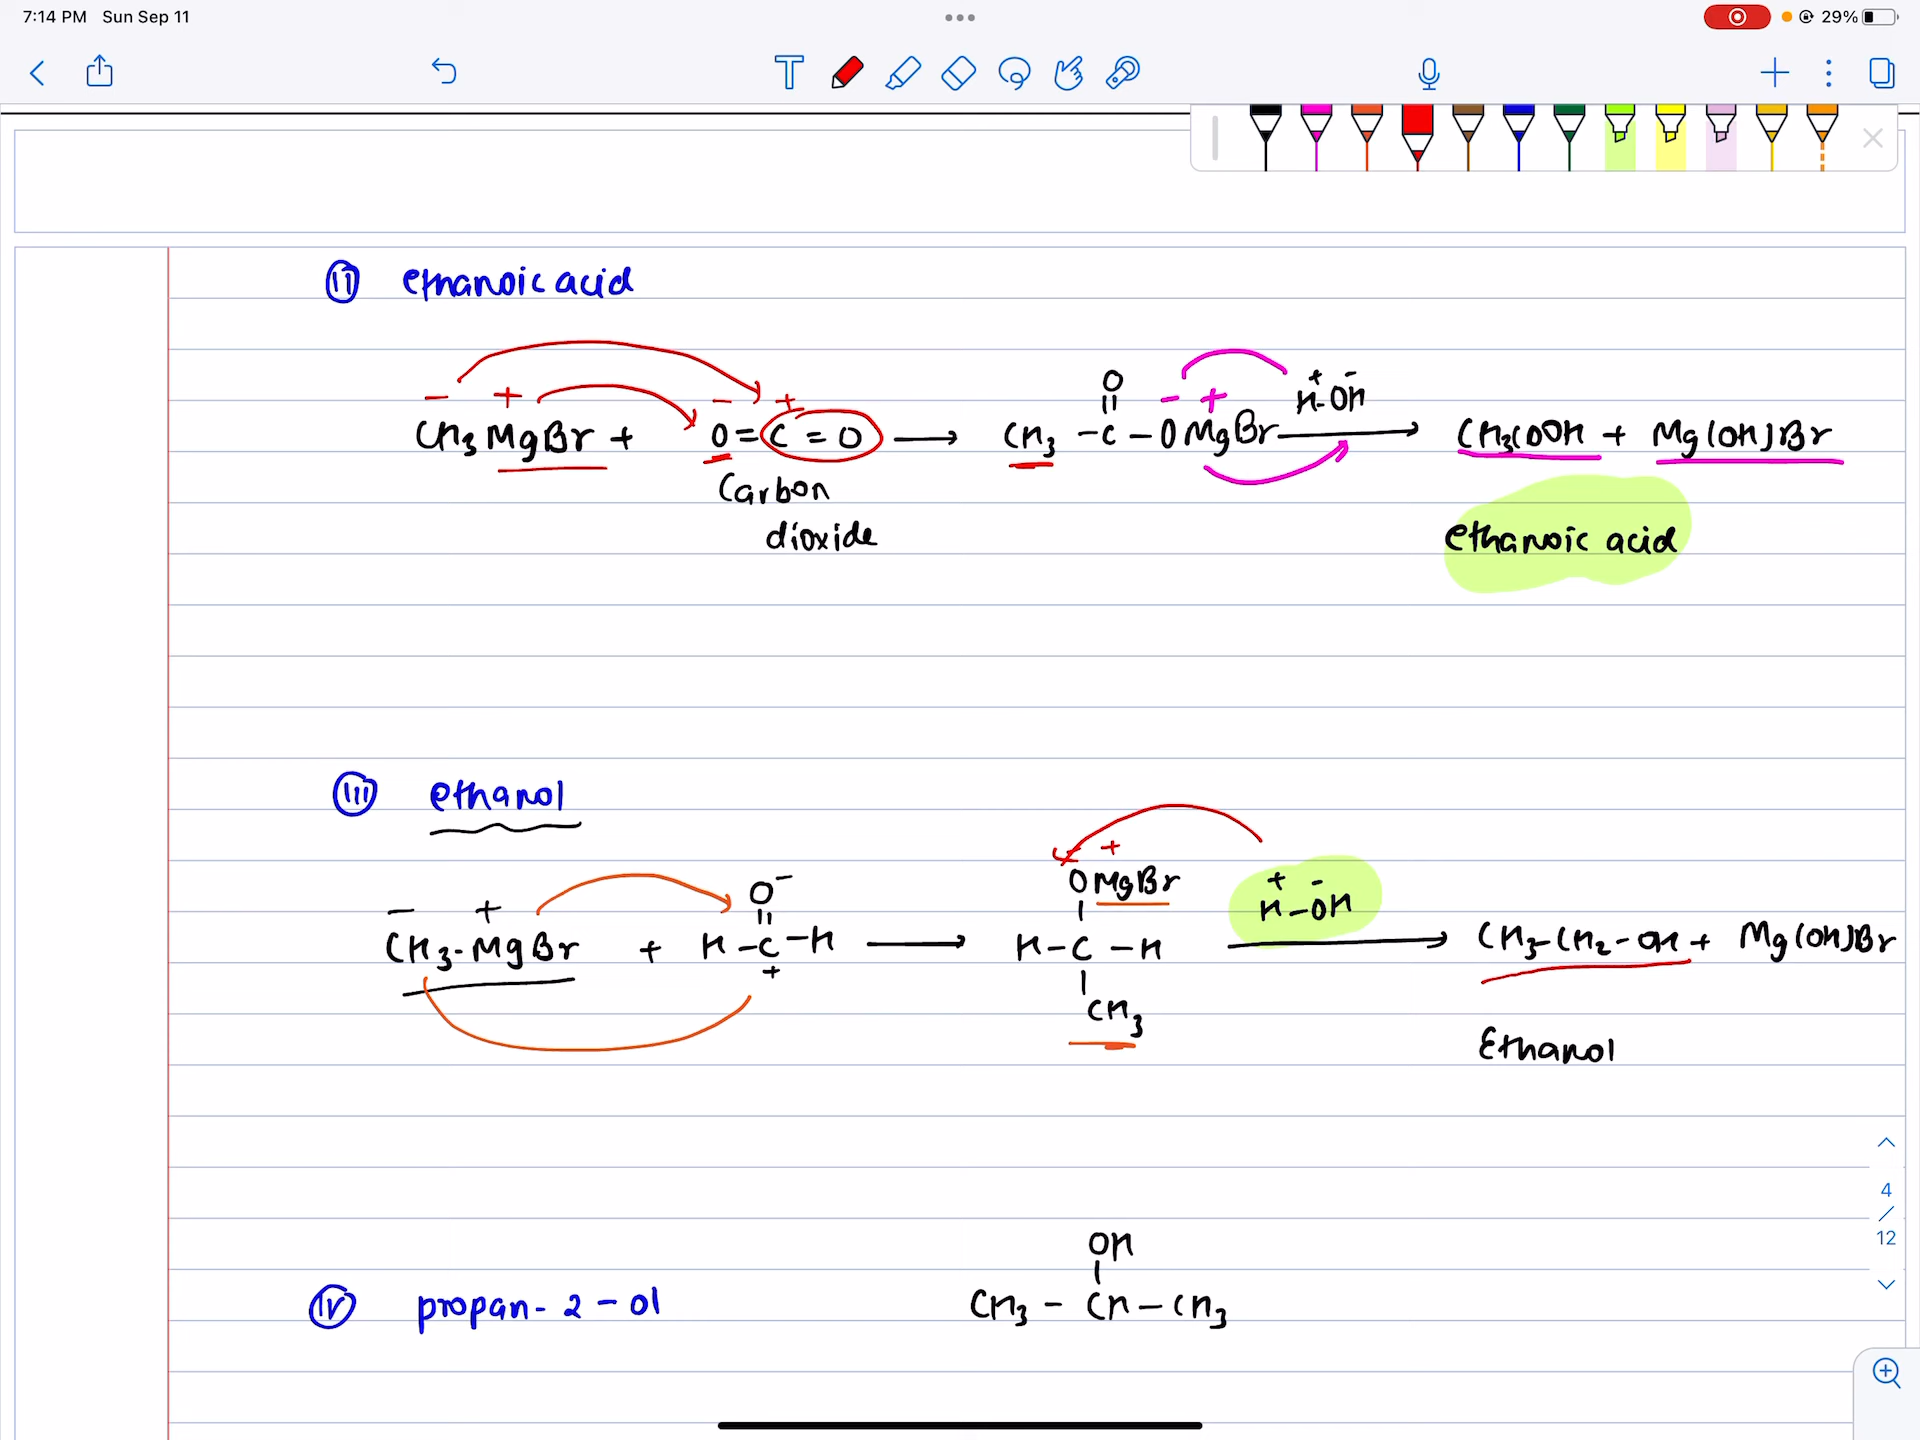 7:14 PM Sun Sep 11
29%
(ii) ethanoic acid
O
− + − + − + + −
|| H-OH
CH3 MgBr + O=C=O → CH3 -C-OMgBr → CH3COOH + Mg(OH)Br
Carbon
dioxide
ethanoic acid
(iii) ethanol
+
O− OMgBr + −
− + || | H-OH
CH3-MgBr + H-C-H → H-C-H → CH3-CH2-OH + Mg(OH)Br
+ |
CH3
Ethanol
4
/
12
OH
|
(iv) propan-2-ol CH3 - CH-CH3